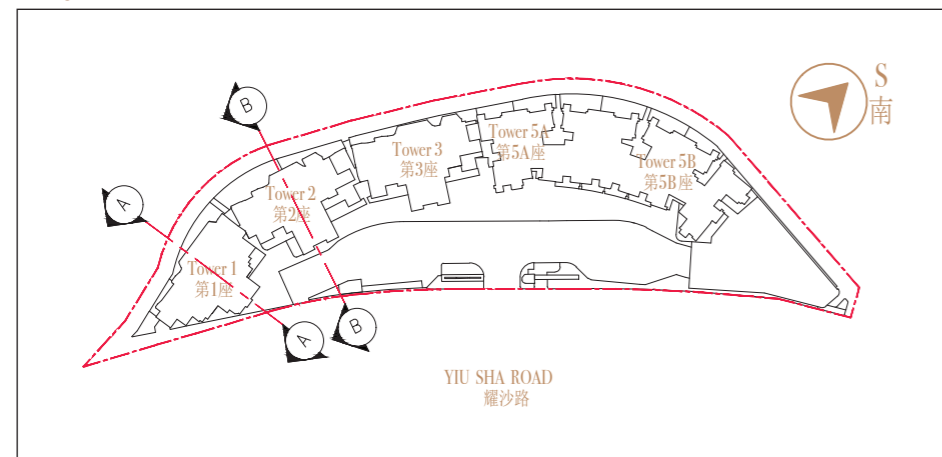 S
南
B
A
Tower 5A
第5A座
Tower 3
第3座
Tower 5B
第5B座
Tower 2
第2座
Tower 1
第1座
B
A
YIU SHA ROAD
耀沙路